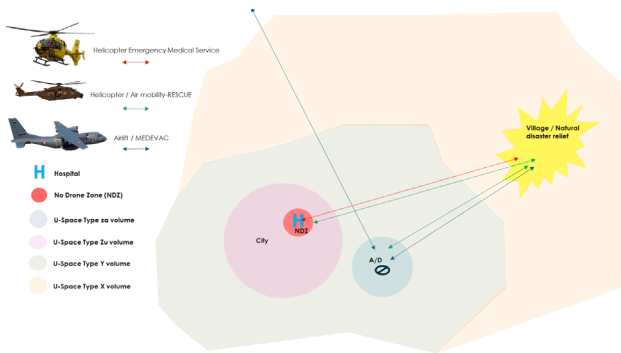 Helicopter Emergency Medical Service
Helicopter / Air mobility-RESCUE
Airlift / MEDEVAC
H Hospital
No Drone Zone (NDZ)
U-Space Type za volume
U-Space Type Zu volume
U-Space Type Y volume
U-Space Type X volume
Village / Natural
disaster relief
H
NDZ
City
A/D